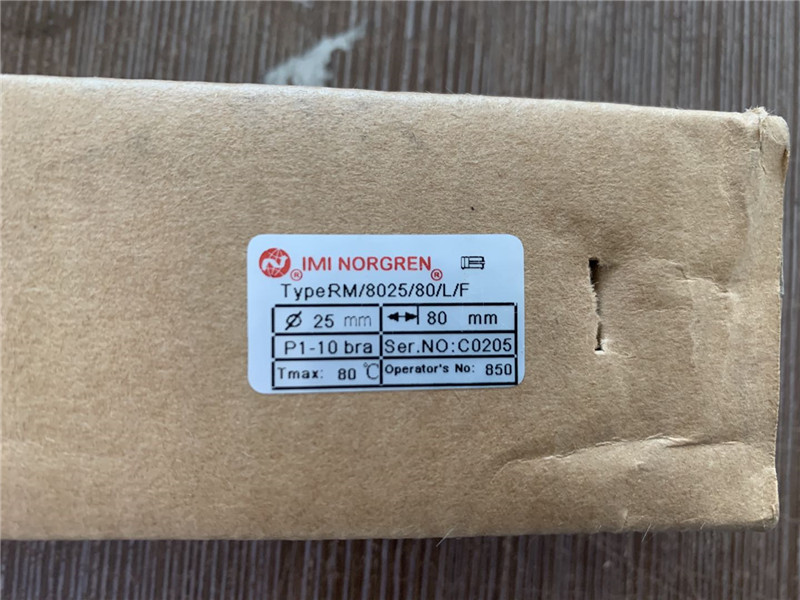 ® IMI NORGREN ®
Type RM/8025/80/L/F
Ø 25 mm 80 mm
P1-10 bra Ser.NO:C0205
Tmax: 80 ℃ Operator's No: 850